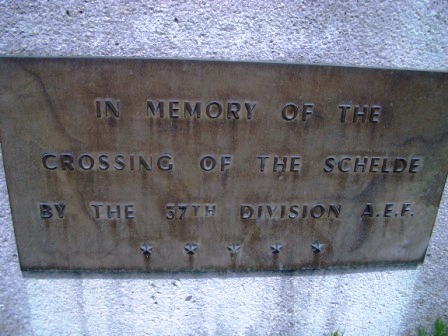 IN MEMORY OF THE
CROSSING OF THE SCHELDE
BY THE 37TH DIVISION A.E.F.